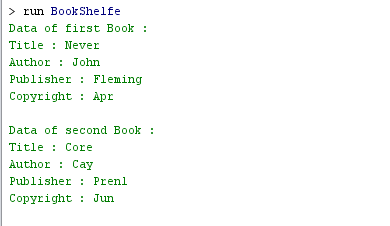 > run BookShelfe
Data of first Book :
Title : Never
Author : John
Publisher : Fleming
Copyright : Apr
Data of second Book :
Title : Core
Author : Cay
Publisher : Prenl
Copyright : Jun